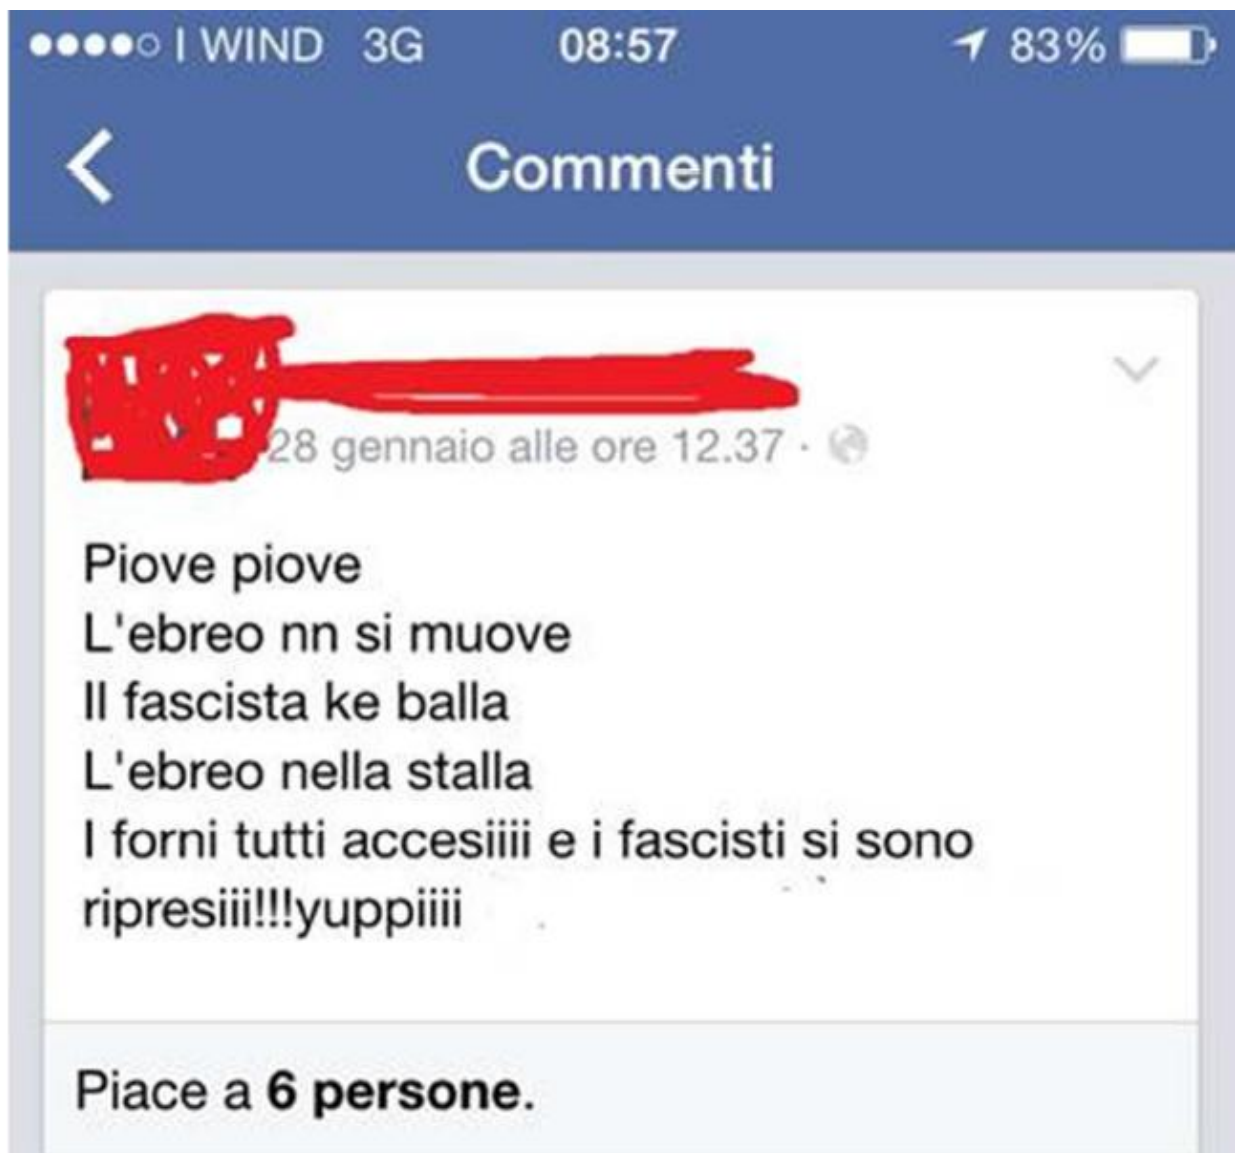 I WIND 3G 08:57 83%
Commenti
28 gennaio alle ore 12.37 ·
Piove piove
L'ebreo nn si muove
Il fascista ke balla
L'ebreo nella stalla
I forni tutti accesiiii e i fascisti si sono
ripresiii!!!yuppiiii
Piace a 6 persone.